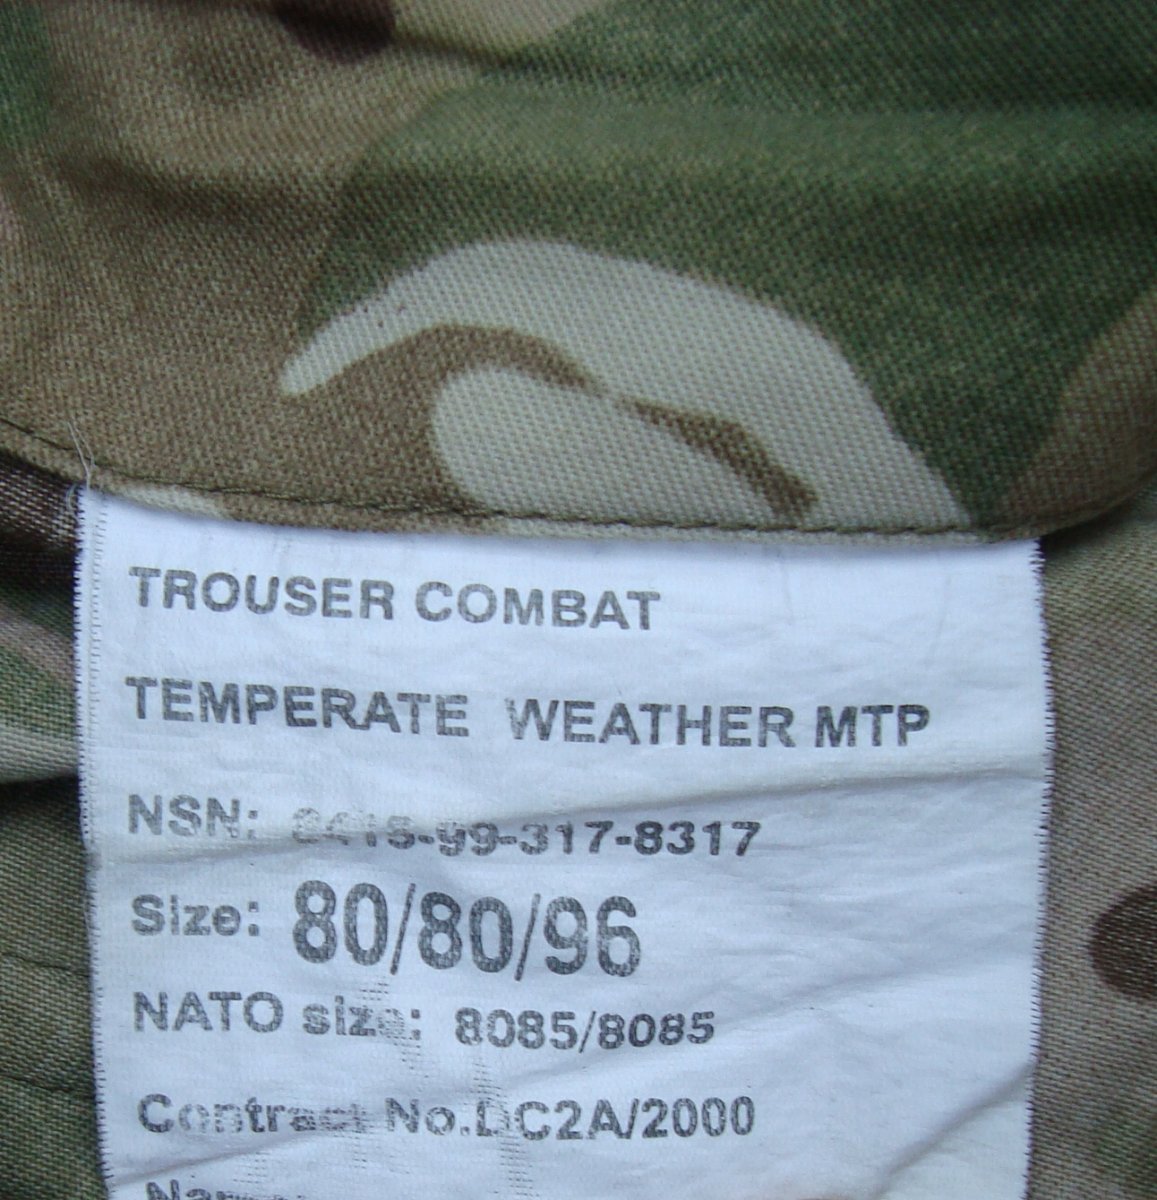 TROUSER COMBAT
TEMPERATE WEATHER MTP
NSN: 8415-99-317-8317
Size: 80/80/96
NATO size: 8085/8085
Contract No.DC2A/2000